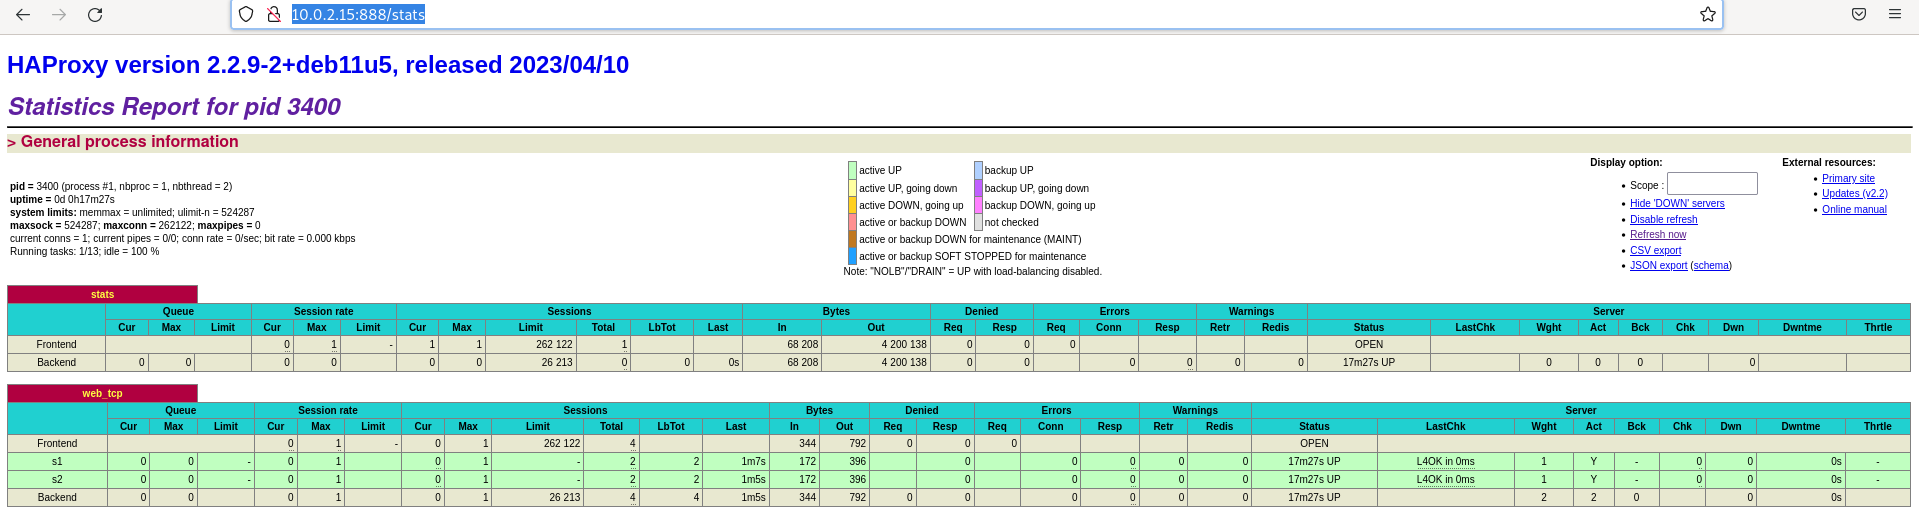 10.0.2.15:888/stats
HAProxy version 2.2.9-2+deb11u5, released 2023/04/10
Statistics Report for pid 3400
> General process information
pid = 3400 (process #1, nbproc = 1, nbthread = 2)
uptime = 0d 0h17m27s
system limits: memmax = unlimited; ulimit-n = 524287
maxsock = 524287; maxconn = 262122; maxpipes = 0
current conns = 1; current pipes = 0/0; conn rate = 0/sec; bit rate = 0.000 kbps
Running tasks: 1/13; idle = 100 %
active UP backup UP
active UP, going down backup UP, going down
active DOWN, going up backup DOWN, going up
active or backup DOWN not checked
active or backup DOWN for maintenance (MAINT)
active or backup SOFT STOPPED for maintenance
Note: "NOLB"/"DRAIN" = UP with load-balancing disabled.
Display option:
• Scope :
• Hide 'DOWN' servers
• Disable refresh
• Refresh now
• CSV export
• JSON export (schema)
External resources:
• Primary site
• Updates (v2.2)
• Online manual
stats
Queue Session rate Sessions Bytes Denied Errors Warnings Server
Cur Max Limit Cur Max Limit Cur Max Limit Total LbTot Last In Out Req Resp Req Conn Resp Retr Redis Status LastChk Wght Act Bck Chk Dwn Dwntme Thrtle
Frontend 0 1 - 1 1 262 122 1 68 208 4 200 138 0 0 0 OPEN
Backend 0 0 0 0 0 0 26 213 0 0 0s 68 208 4 200 138 0 0 0 0 0 0 17m27s UP 0 0 0 0
web_tcp
Queue Session rate Sessions Bytes Denied Errors Warnings Server
Cur Max Limit Cur Max Limit Cur Max Limit Total LbTot Last In Out Req Resp Req Conn Resp Retr Redis Status LastChk Wght Act Bck Chk Dwn Dwntme Thrtle
Frontend 0 1 - 0 1 262 122 4 344 792 0 0 0 OPEN
s1 0 0 - 0 1 0 1 - 2 2 1m7s 172 396 0 0 0 0 0 17m27s UP L4OK in 0ms 1 Y - 0 0 0s -
s2 0 0 - 0 1 0 1 - 2 2 1m5s 172 396 0 0 0 0 0 17m27s UP L4OK in 0ms 1 Y - 0 0 0s -
Backend 0 0 0 1 0 1 26 213 4 4 1m5s 344 792 0 0 0 0 0 0 17m27s UP 2 2 0 0 0s